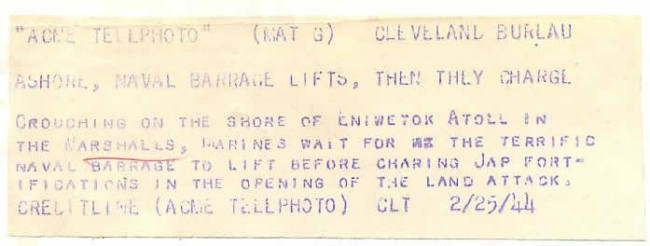 "ACME TELEPHOTO" (MAT G) CLEVELAND BUREAU
ASHORE, NAVAL BARRAGE LIFTS, THEN THEY CHARGE
CROUCHING ON THE SHORE OF ENIWETOK ATOLL IN
THE MARSHALLS, MARINES WAIT FOR THE TERRIFIC
NAVAL BARRAGE TO LIFT BEFORE CHARING JAP FORT-
IFICATIONS IN THE OPENING OF THE LAND ATTACK.
CREDITLINE (ACME TELEPHOTO) CLT 2/25/44